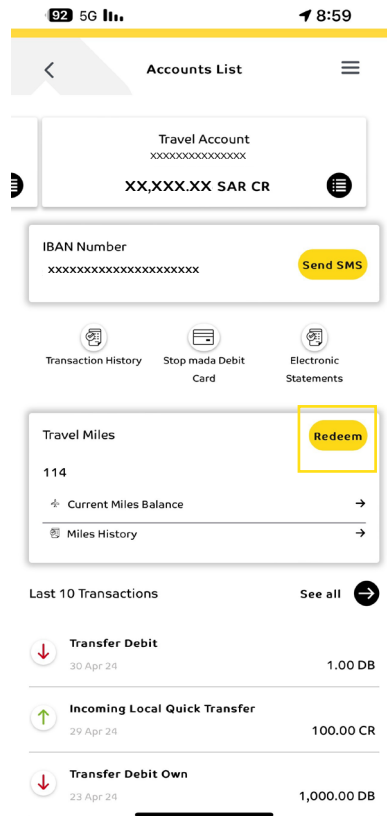 92 5G 8:59
Accounts List
Travel Account
xxxxxxxxxxxxxxx
XX,XXX.XX SAR CR
IBAN Number
xxxxxxxxxxxxxxxxxxxxx
Send SMS
Transaction History
Stop mada Debit
Card
Electronic
Statements
Travel Miles
Redeem
114
Current Miles Balance
Miles History
Last 10 Transactions
See all
Transfer Debit
30 Apr 24
1.00 DB
Incoming Local Quick Transfer
29 Apr 24
100.00 CR
Transfer Debit Own
23 Apr 24
1,000.00 DB